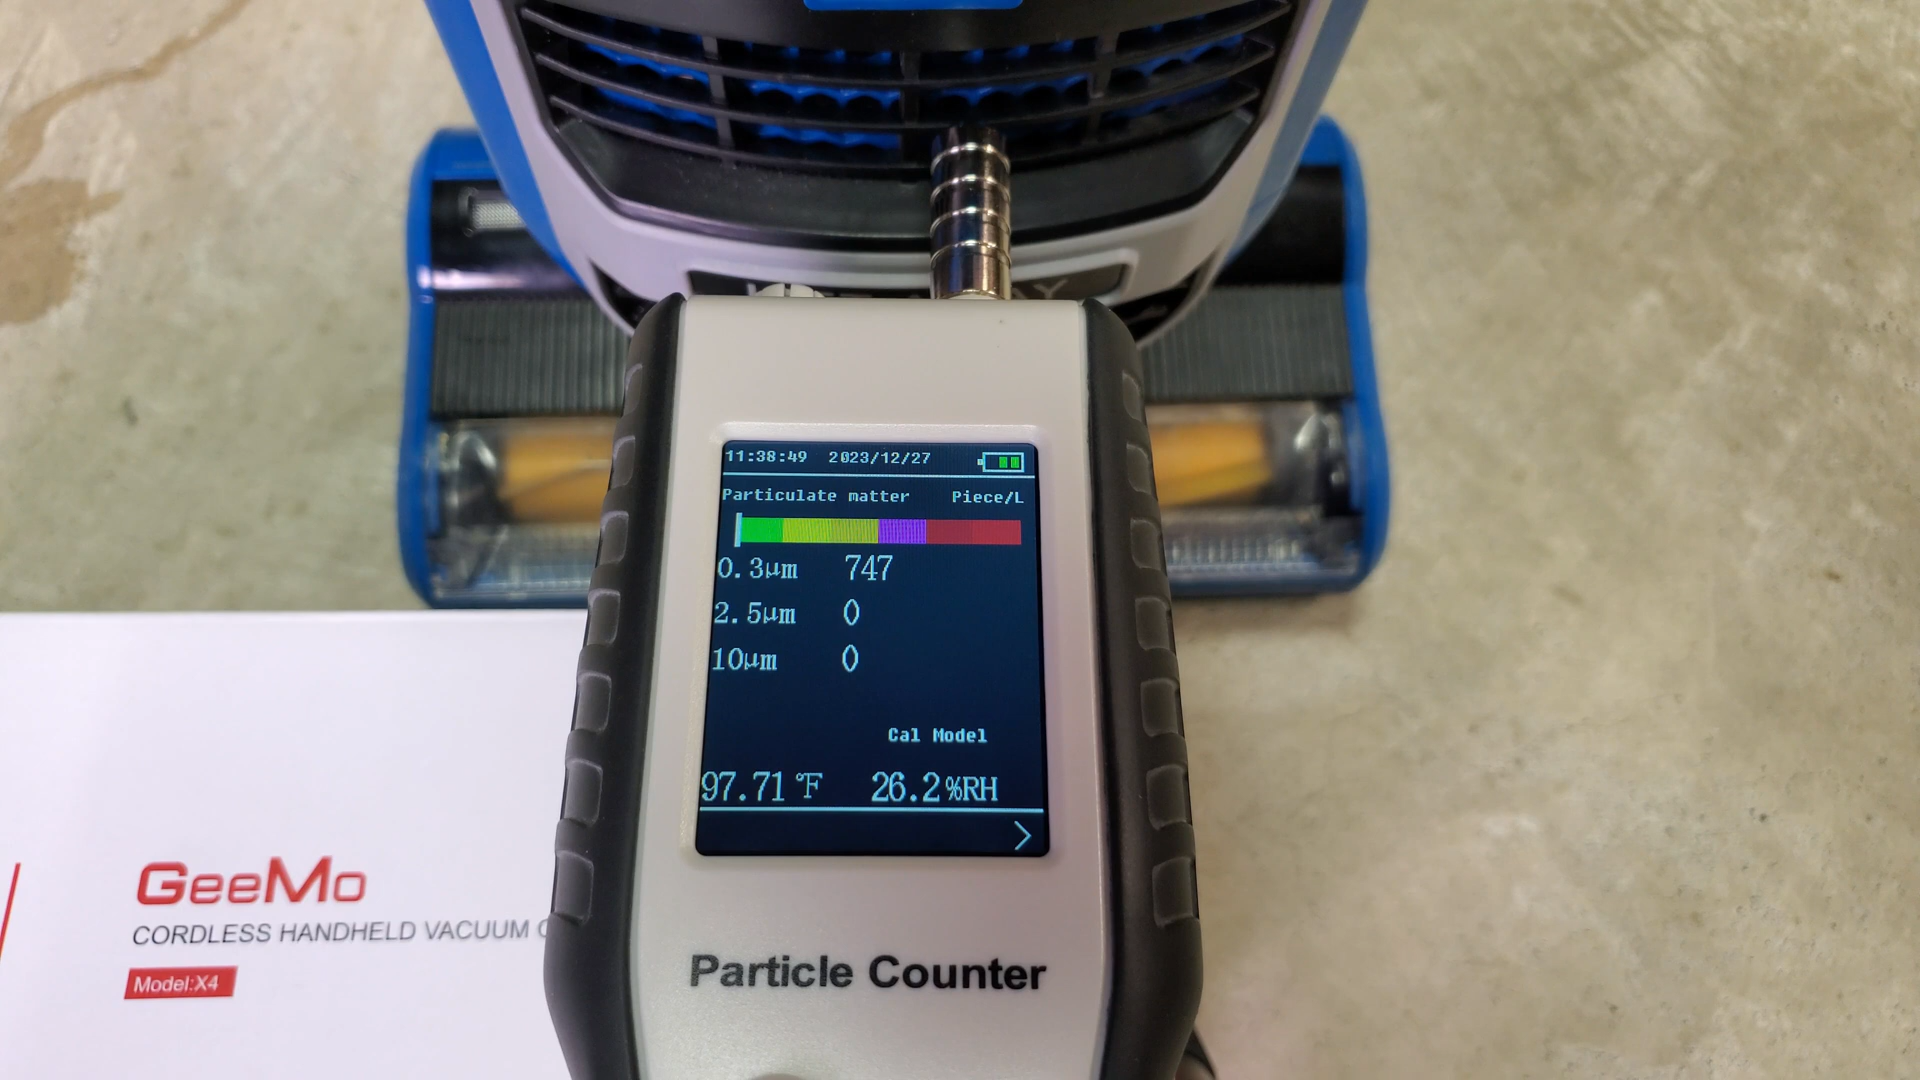 11:38:49 2023/12/27
Particulate matter Piece/L
0.3μm 747
2.5μm 0
10μm 0
Cal Model
97.71 °F 26.2%RH
>
Particle Counter
GeeMo
CORDLESS HANDHELD VACUUM
Model:X4